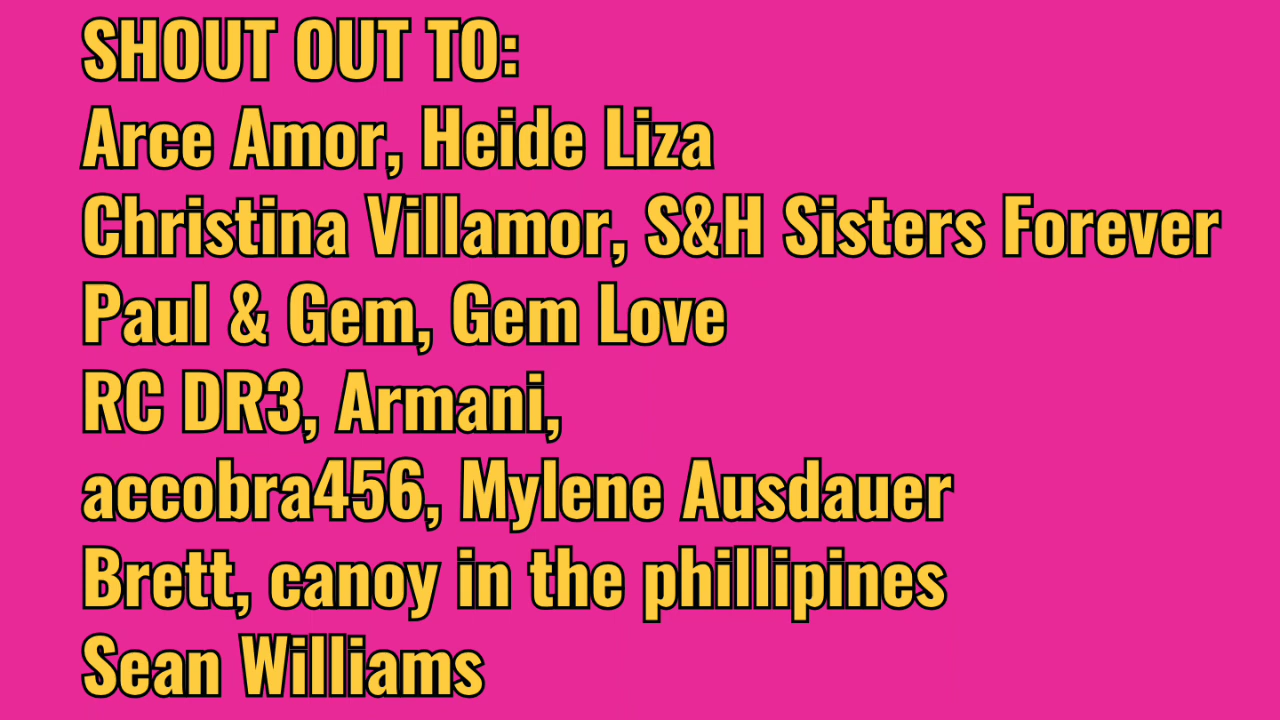 SHOUT OUT TO:
Arce Amor, Heide Liza
Christina Villamor, S&H Sisters Forever
Paul & Gem, Gem Love
RC DR3, Armani,
accobra456, Mylene Ausdauer
Brett, canoy in the phillipines
Sean Williams